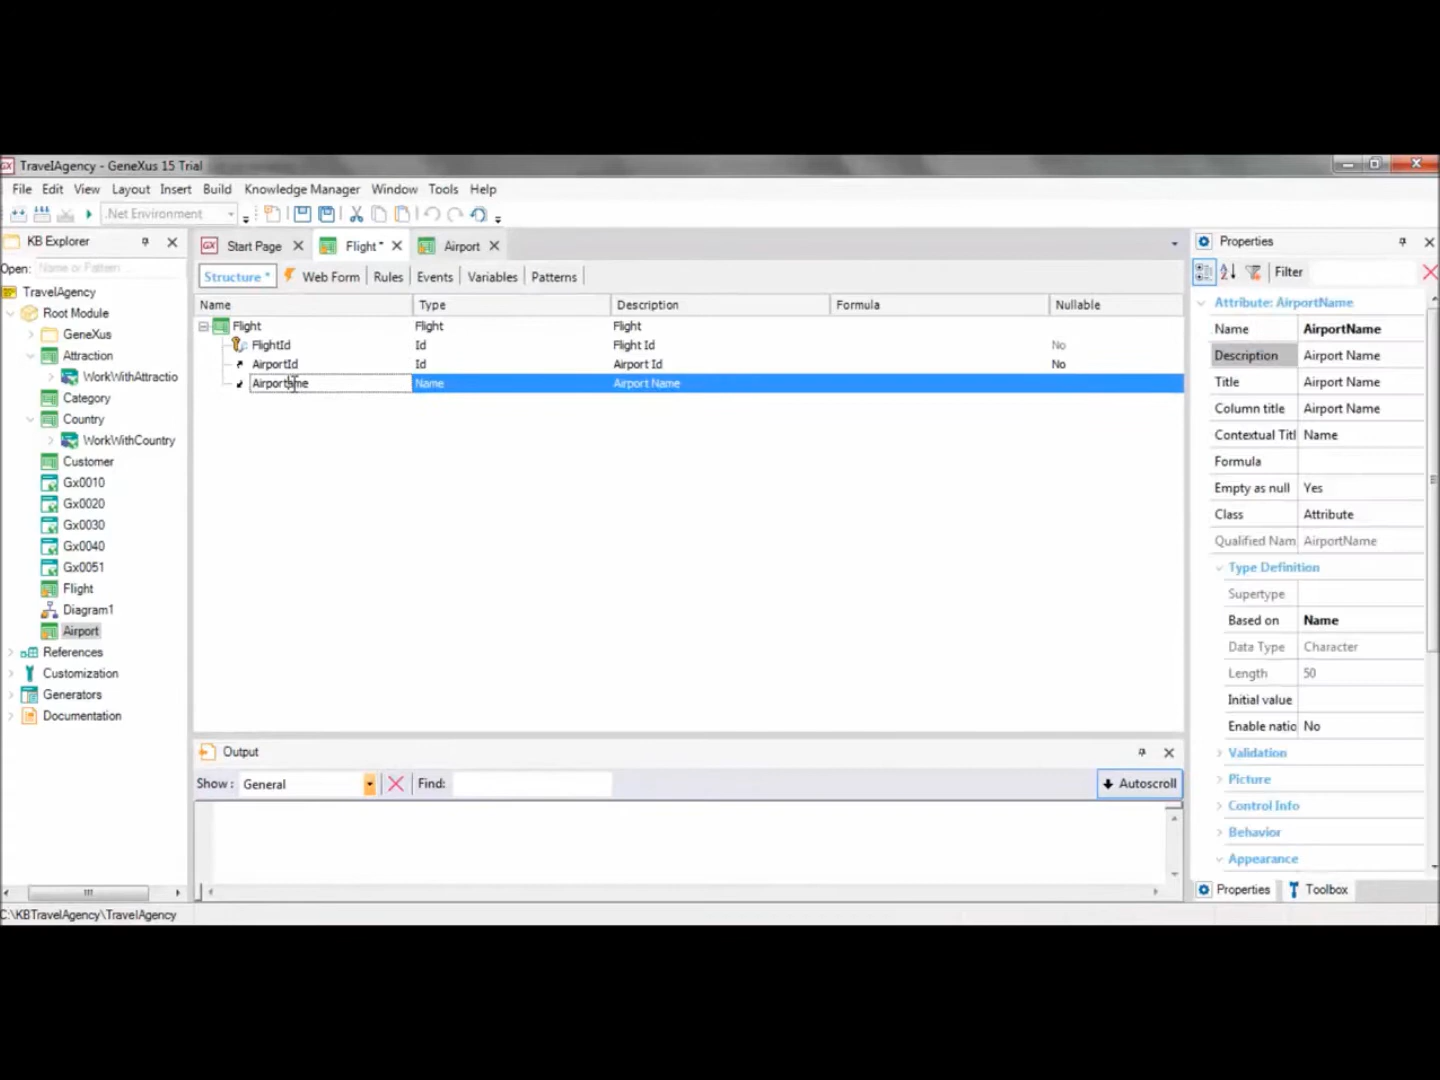 TravelAgency - GeneXus 15 Trial
File Edit View Layout Insert Build Knowledge Manager Window Tools Help
.Net Environment
KB Explorer
Start Page Flight * Airport
Properties
Open: Name or Pattern ...
Structure * Web Form Rules Events Variables Patterns
Filter
TravelAgency
Root Module
GeneXus
Attraction
WorkWithAttractio
Category
Country
WorkWithCountry
Customer
Gx0010
Gx0020
Gx0030
Gx0040
Gx0051
Flight
Diagram1
Airport
References
Customization
Generators
Documentation
Name Type Description Formula Nullable
Flight Flight Flight
FlightId Id Flight Id No
AirportId Id Airport Id No
Name Airport Name
Attribute: AirportName
Name AirportName
Description Airport Name
Title Airport Name
Column title Airport Name
Contextual Titl Name
Formula
Empty as null Yes
Class Attribute
Qualified Nam AirportName
Type Definition
Supertype
Based on Name
Data Type Character
Length 50
Initial value
Enable natio No
Validation
Picture
Control Info
Behavior
Appearance
Output
Show : General Find: Autoscroll
Properties Toolbox
C:\KBTravelAgency\TravelAgency